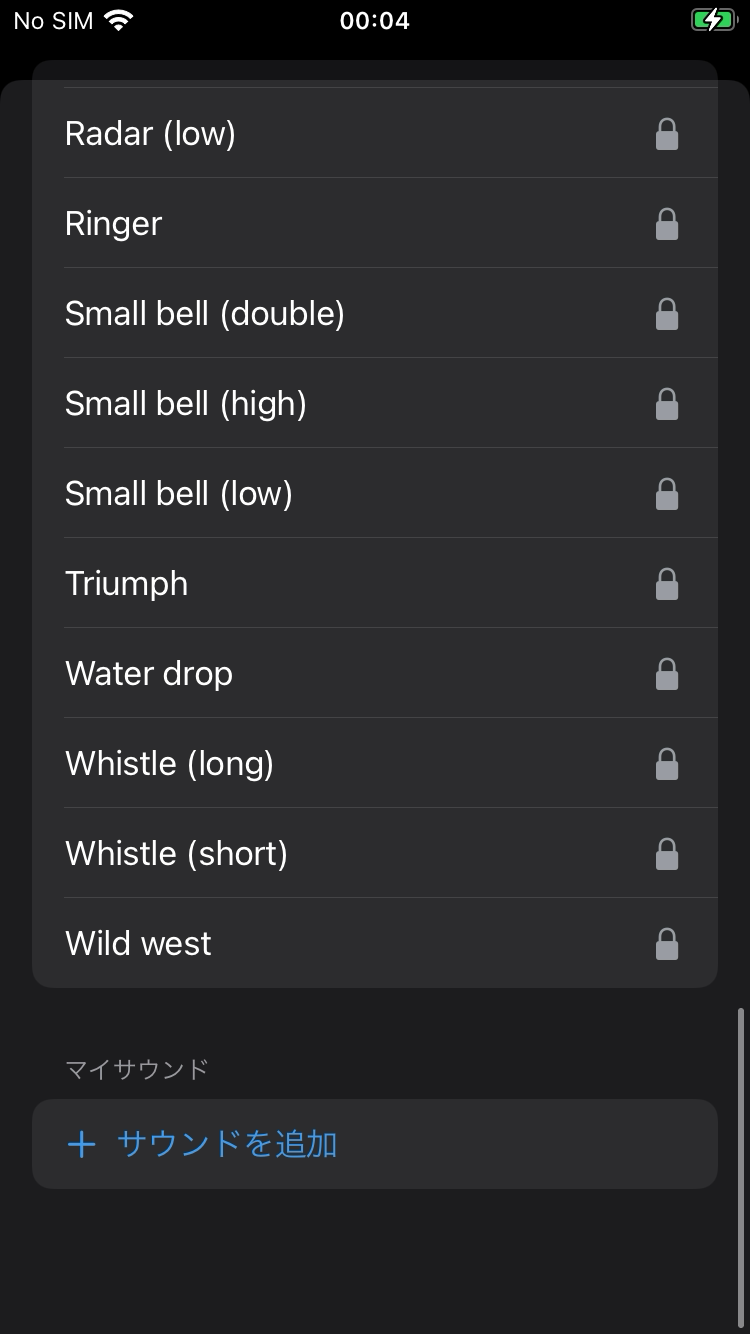 No SIM 00:04
Radar (low)
Ringer
Small bell (double)
Small bell (high)
Small bell (low)
Triumph
Water drop
Whistle (long)
Whistle (short)
Wild west
マイサウンド
+ サウンドを追加